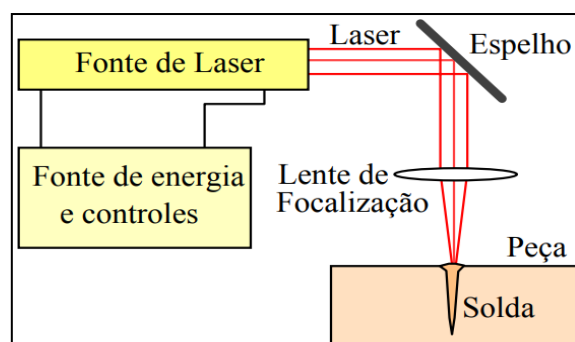 Laser
Espelho
Fonte de Laser
Fonte de energia
e controles
Lente de
Focalização
Peça
Solda